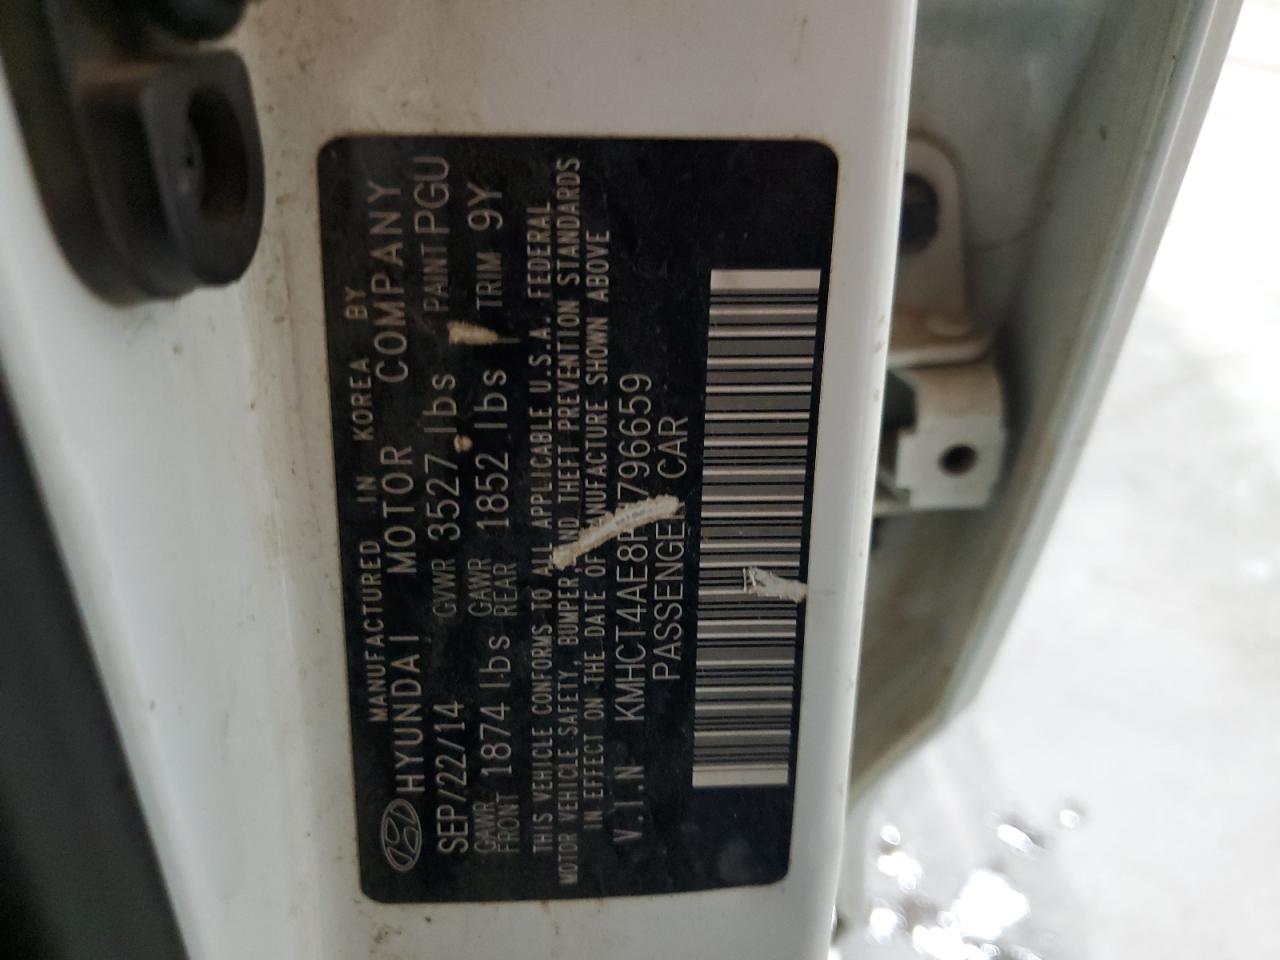 MANUFACTURED IN KOREA BY
HYUNDAI MOTOR COMPANY
SEP/22/14 GVWR 3527 lbs PAINT PGU
GAWR FRONT 1874 lbs GAWR REAR 1852 lbs TRIM 9Y
THIS VEHICLE CONFORMS TO ALL APPLICABLE U.S.A. FEDERAL
MOTOR VEHICLE SAFETY, BUMPER, AND THEFT PREVENTION STANDARDS
IN EFFECT ON THE DATE OF MANUFACTURE SHOWN ABOVE
V.I.N
PASSENGER CAR